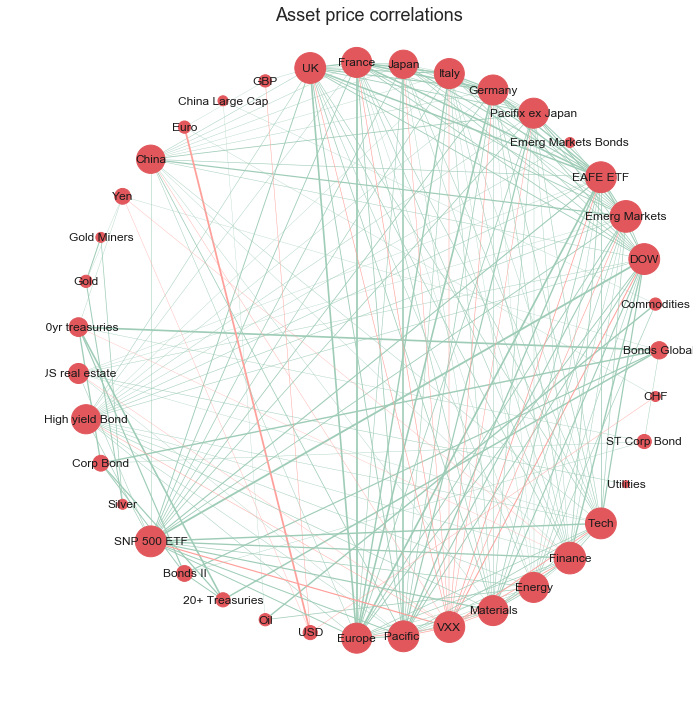 Asset price correlations
UK
France
Japan
Italy
GBP
Germany
China Large Cap
Pacifix ex Japan
Euro
Emerg Markets Bonds
China
EAFE ETF
Yen
Emerg Markets
Gold Miners
DOW
Gold
Commodities
0yr treasuries
Bonds Global
US real estate
CHF
High yield Bond
ST Corp Bond
Corp Bond
Utilities
Silver
Tech
SNP 500 ETF
Finance
Bonds II
Energy
20+ Treasuries
Materials
Oil
VXX
USD
Pacific
Europe